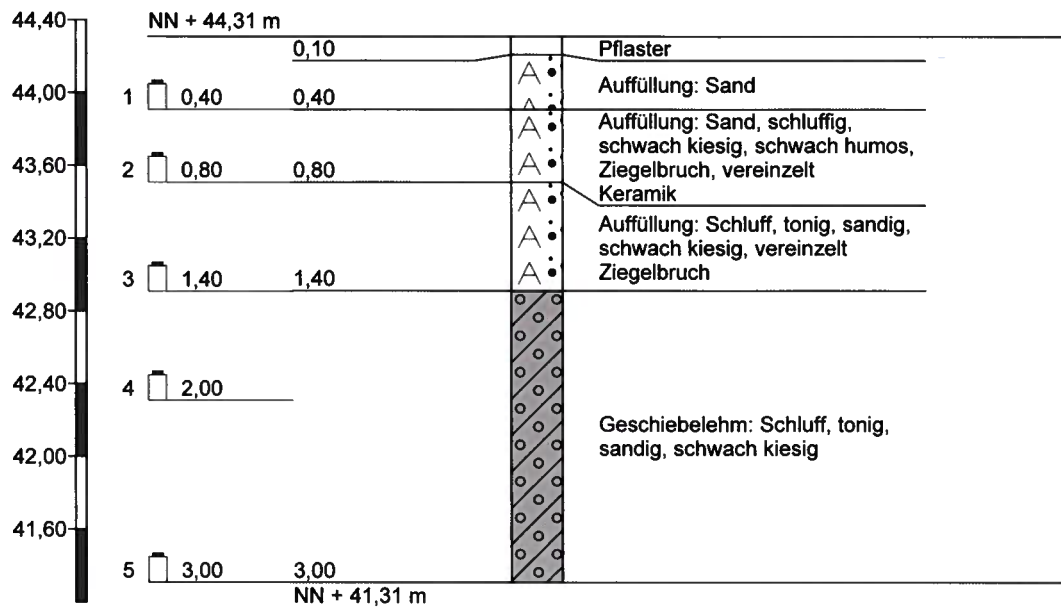 44,40
NN + 44,31 m
0,10
Pflaster
44,00
1 0,40 0,40
Auffüllung: Sand
A
A
A
Auffüllung: Sand, schluffig,
schwach kiesig, schwach humos,
Ziegelbruch, vereinzelt
Keramik
43,60
2 0,80 0,80
A
A
43,20
A
Auffüllung: Schluff, tonig, sandig,
schwach kiesig, vereinzelt
Ziegelbruch
3 1,40 1,40
A
42,80
42,40
4 2,00
Geschiebelehm: Schluff, tonig,
sandig, schwach kiesig
42,00
41,60
5 3,00 3,00
NN + 41,31 m